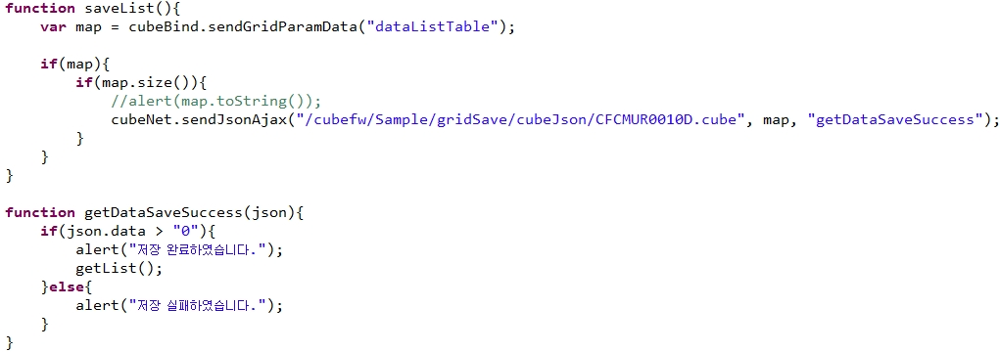 function saveList(){
    var map = cubeBind.sendGridParamData("dataListTable");
    if(map){
        if(map.size()){
            //alert(map.toString());
            cubeNet.sendJsonAjax("/cubefw/Sample/gridSave/cubeJson/CFCMUR0010D.cube", map, "getDataSaveSuccess");
        }
    }
}
function getDataSaveSuccess(json){
    if(json.data > "0"){
        alert("저장 완료하였습니다.");
        getList();
    }else{
        alert("저장 실패하였습니다.");
    }
}